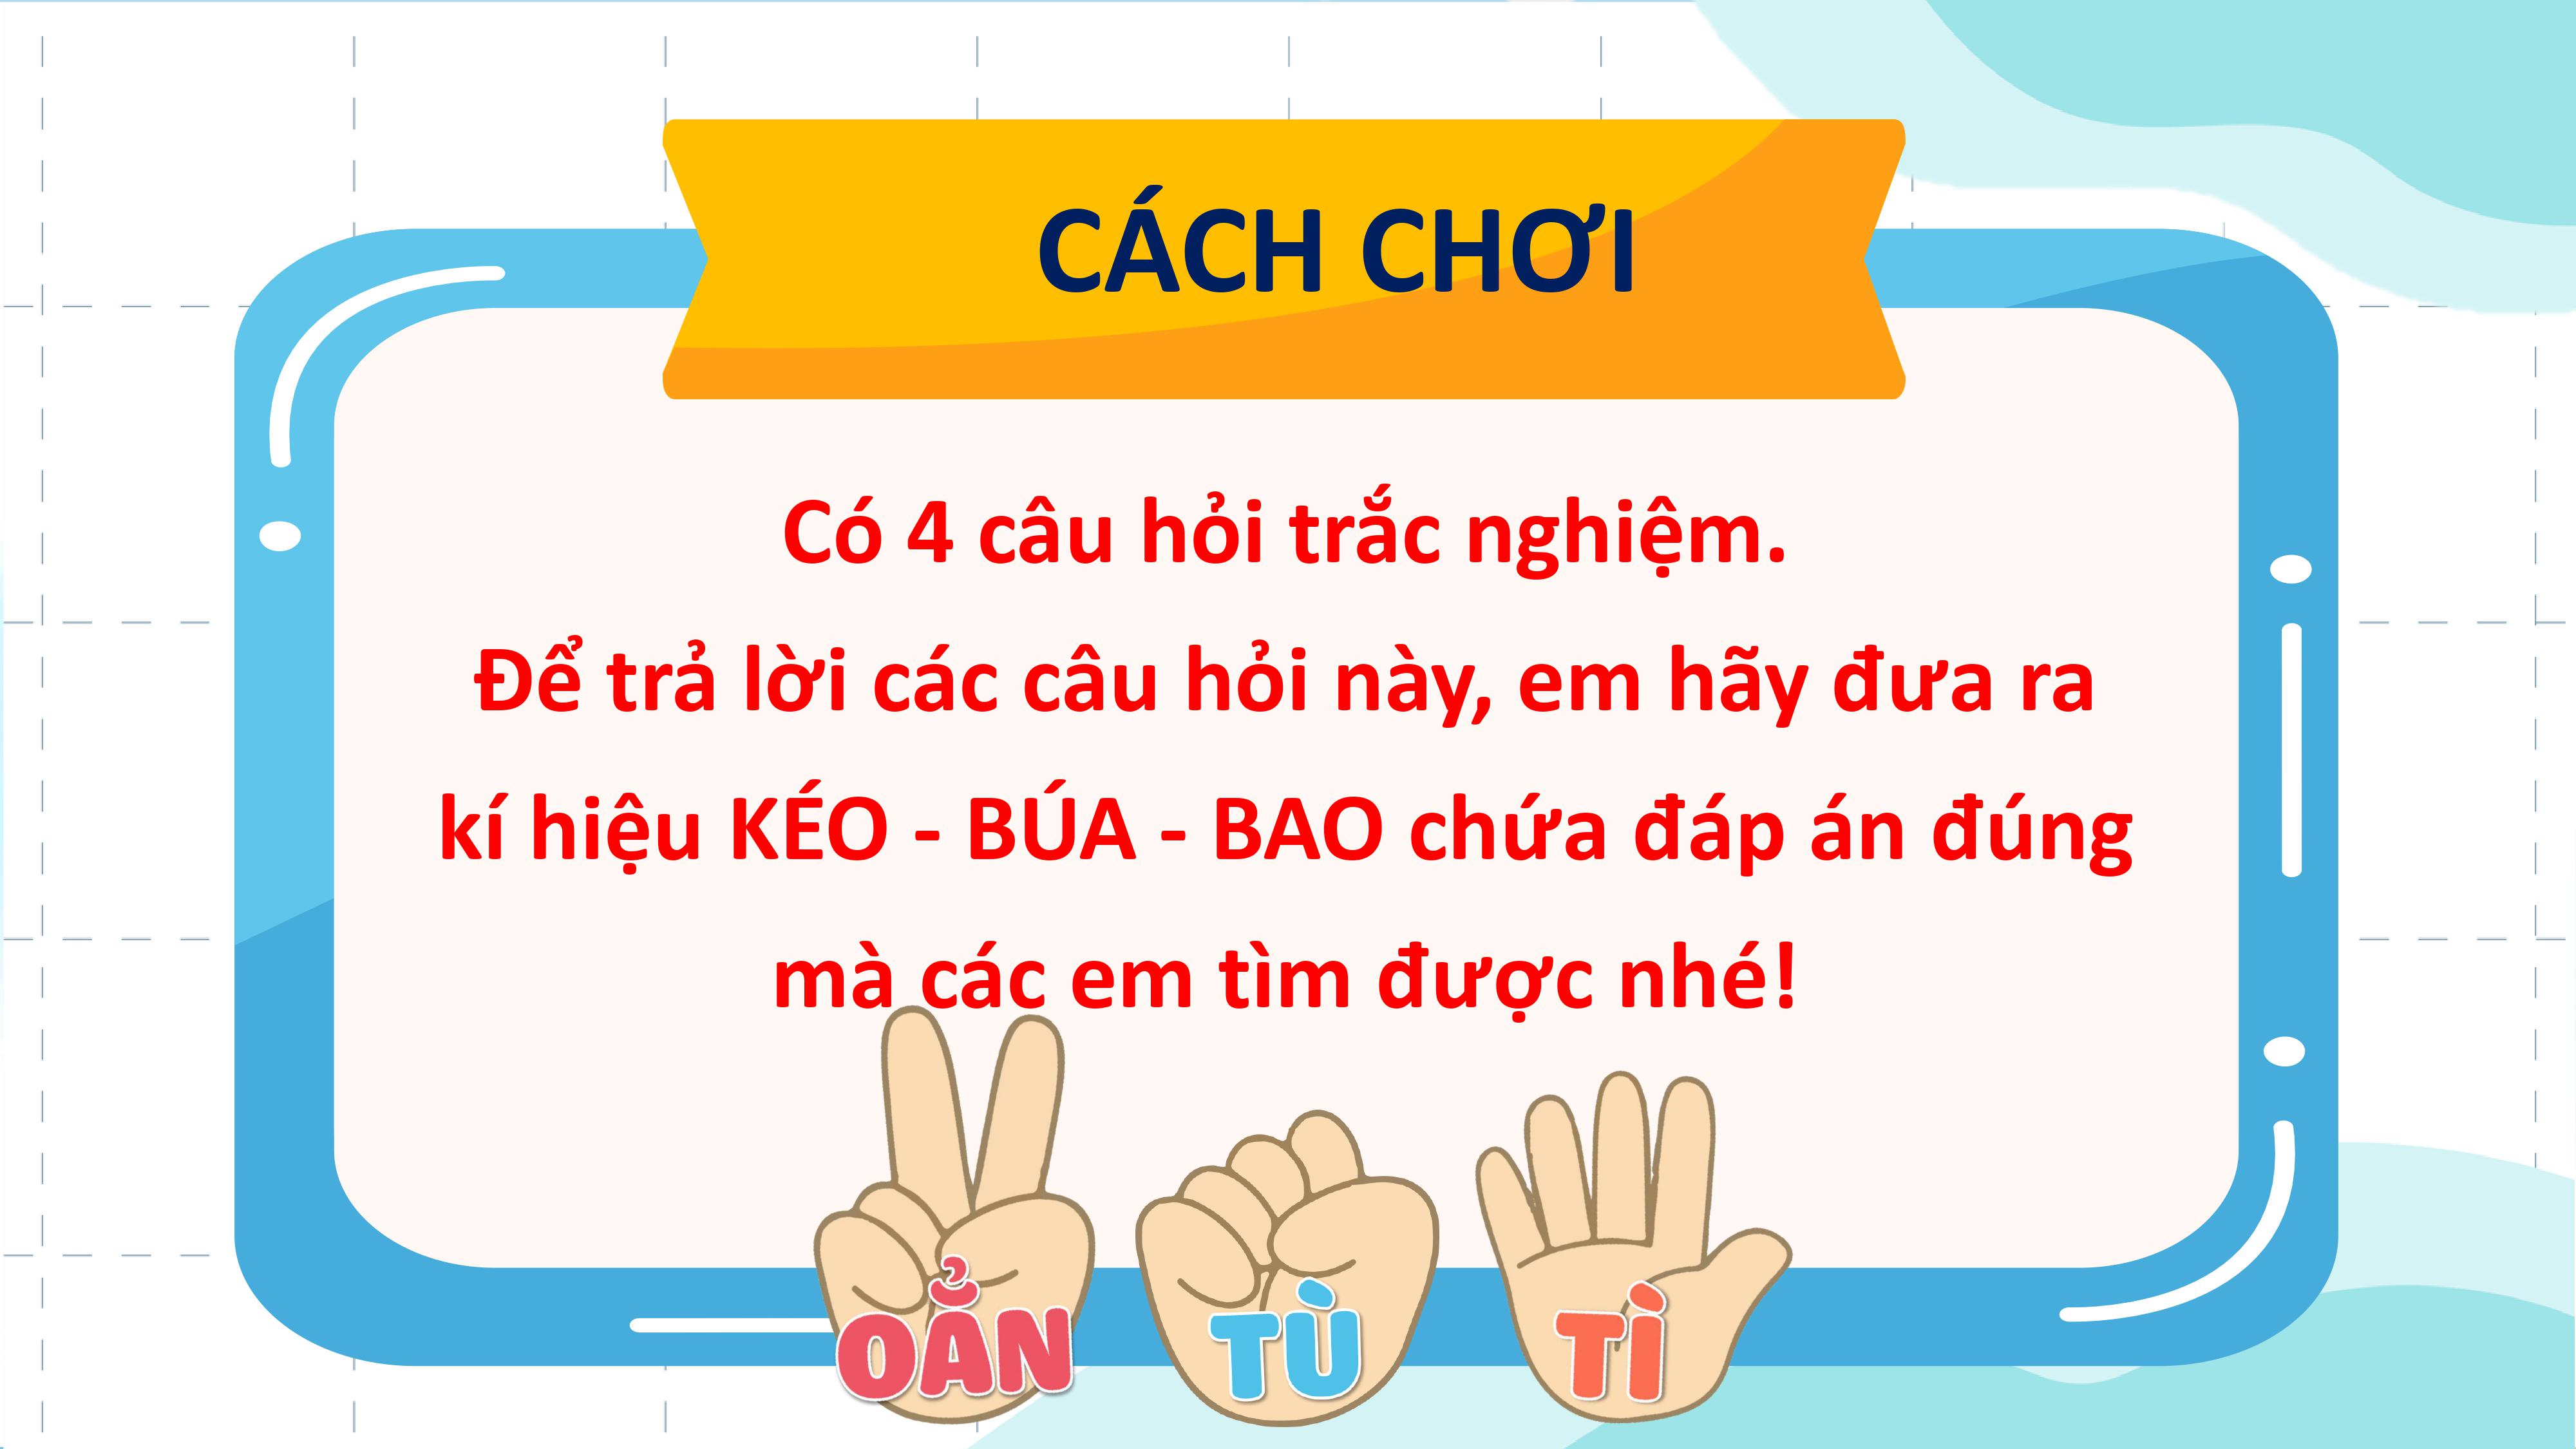 CÁCH CHƠI
Có 4 câu hỏi trắc nghiệm.
Để trả lời các câu hỏi này, em hãy đưa ra
kí hiệu KÉO - BÚA - BAO chứa đáp án đúng
mà các em tìm được nhé!
OẲN TÙ TÌ